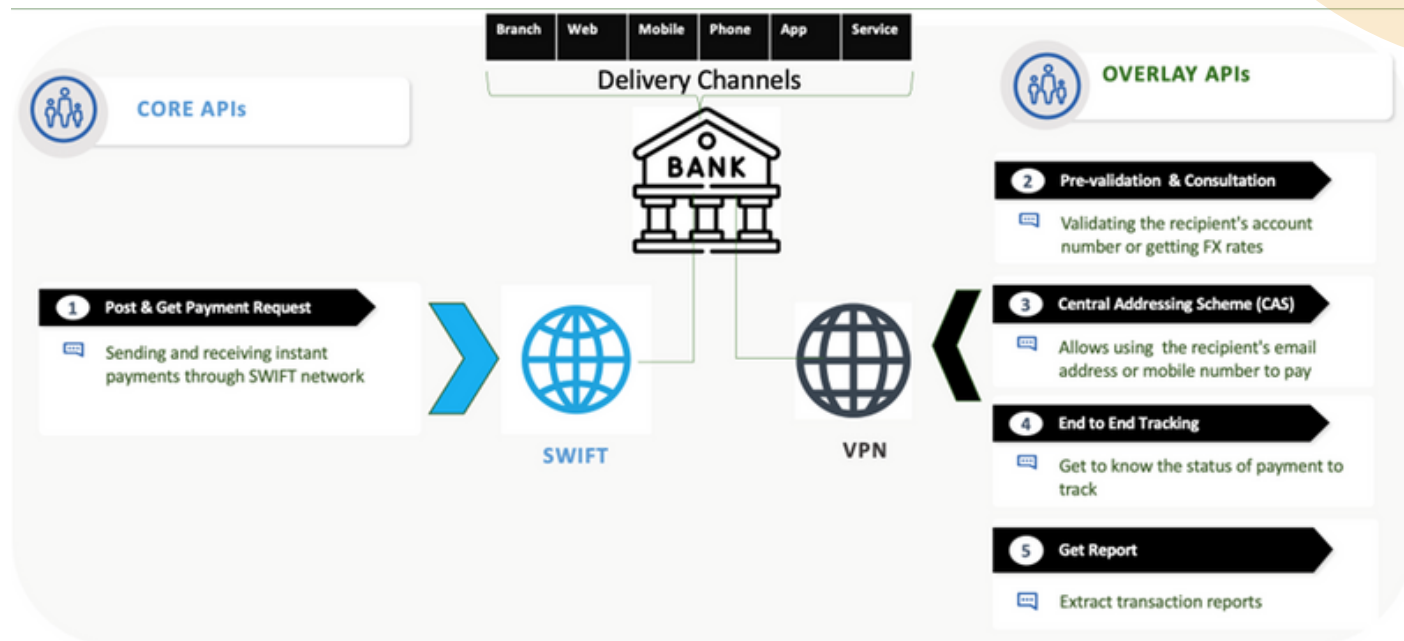 Branch Web Mobile Phone App Service
Delivery Channels
BANK
CORE APIs
1 Post & Get Payment Request
Sending and receiving instant
payments through SWIFT network
SWIFT
VPN
OVERLAY APIs
2 Pre-validation & Consultation
Validating the recipient's account
number or getting FX rates
3 Central Addressing Scheme (CAS)
Allows using the recipient's email
address or mobile number to pay
4 End to End Tracking
Get to know the status of payment to
track
5 Get Report
Extract transaction reports